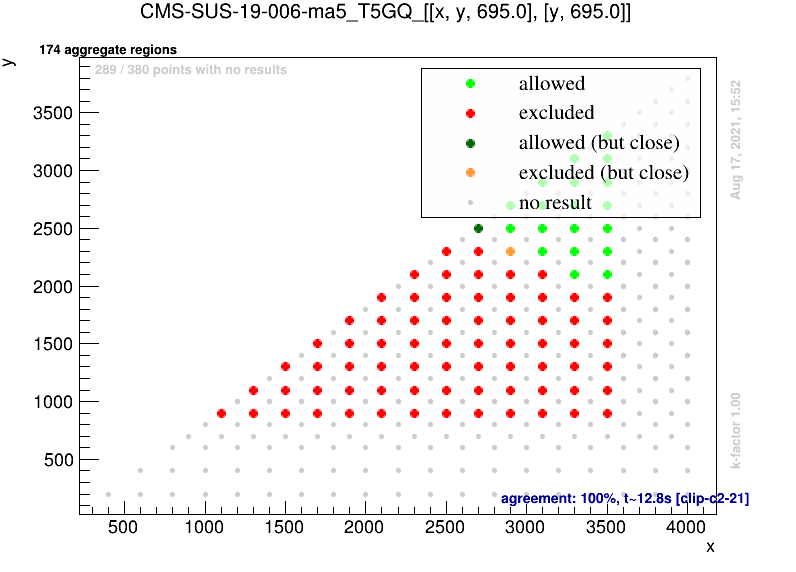 CMS-SUS-19-006-ma5_T5GQ_[[x, y, 695.0], [y, 695.0]]
174 aggregate regions
289 / 380 points with no results
y
allowed
excluded
allowed (but close)
excluded (but close)
no result
Aug 17, 2021, 15:52
k-factor 1.00
3500
3000
2500
2000
1500
1000
500
agreement: 100%, t~12.8s [clip-c2-21]
500 1000 1500 2000 2500 3000 3500 4000
x